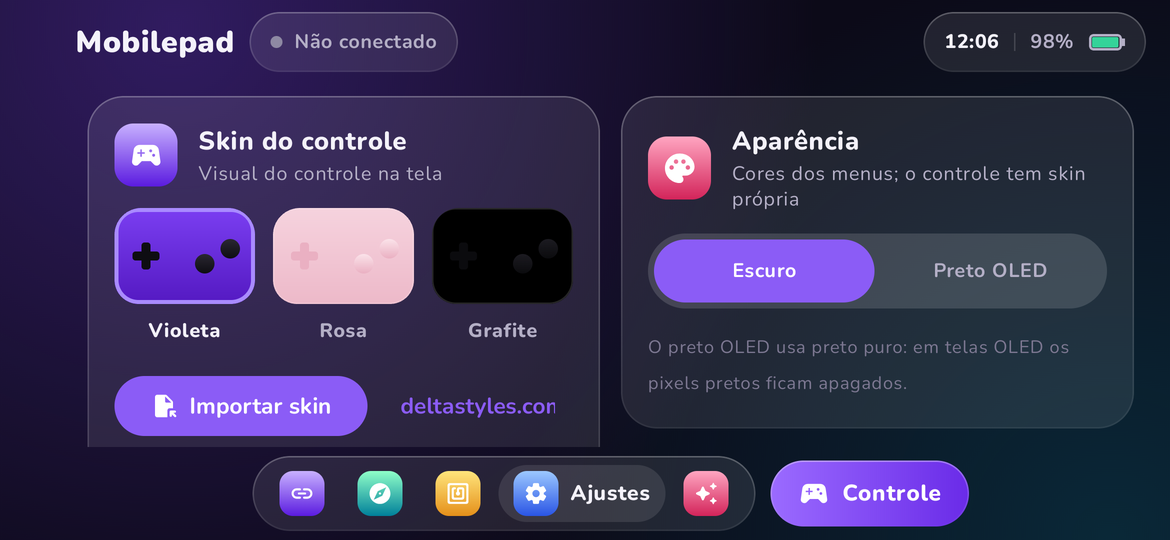 Mobilepad
Não conectado
12:06
98%
Skin do controle
Visual do controle na tela
Violeta
Rosa
Grafite
Importar skin
deltastyles.com
Aparência
Cores dos menus; o controle tem skin
própria
Escuro
Preto OLED
O preto OLED usa preto puro: em telas OLED os
pixels pretos ficam apagados.
Ajustes
Controle